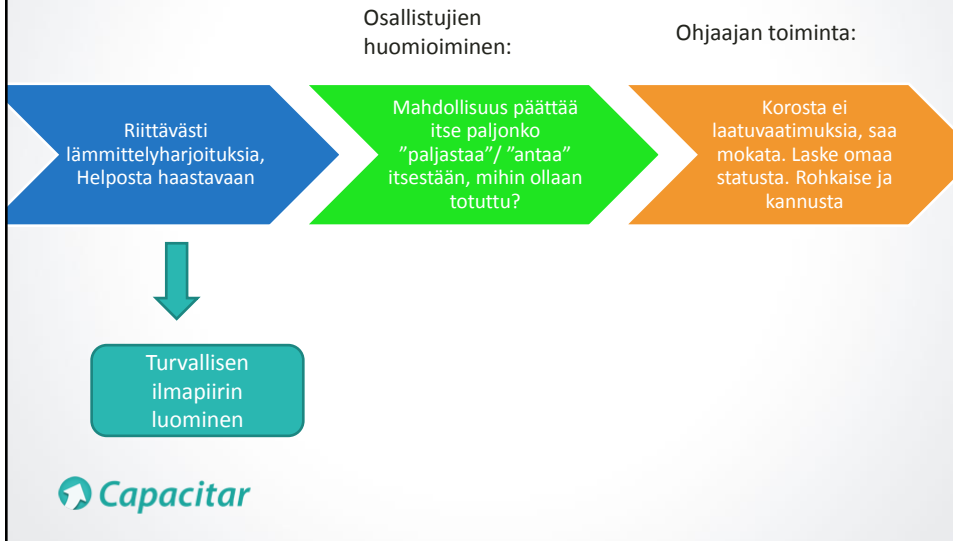 Osallistujien
huomioiminen:
Ohjaajan toiminta:
Riittävästi
lämmittelyharjoituksia,
Helposta haastavaan
Mahdollisuus päättää
itse paljonko
”paljastaa”/ ”antaa”
itsestään, mihin ollaan
totuttu?
Korosta ei
laatuvaatimuksia, saa
mokata. Laske omaa
statusta. Rohkaise ja
kannusta
Turvallisen
ilmapiirin
luominen
Capacitar